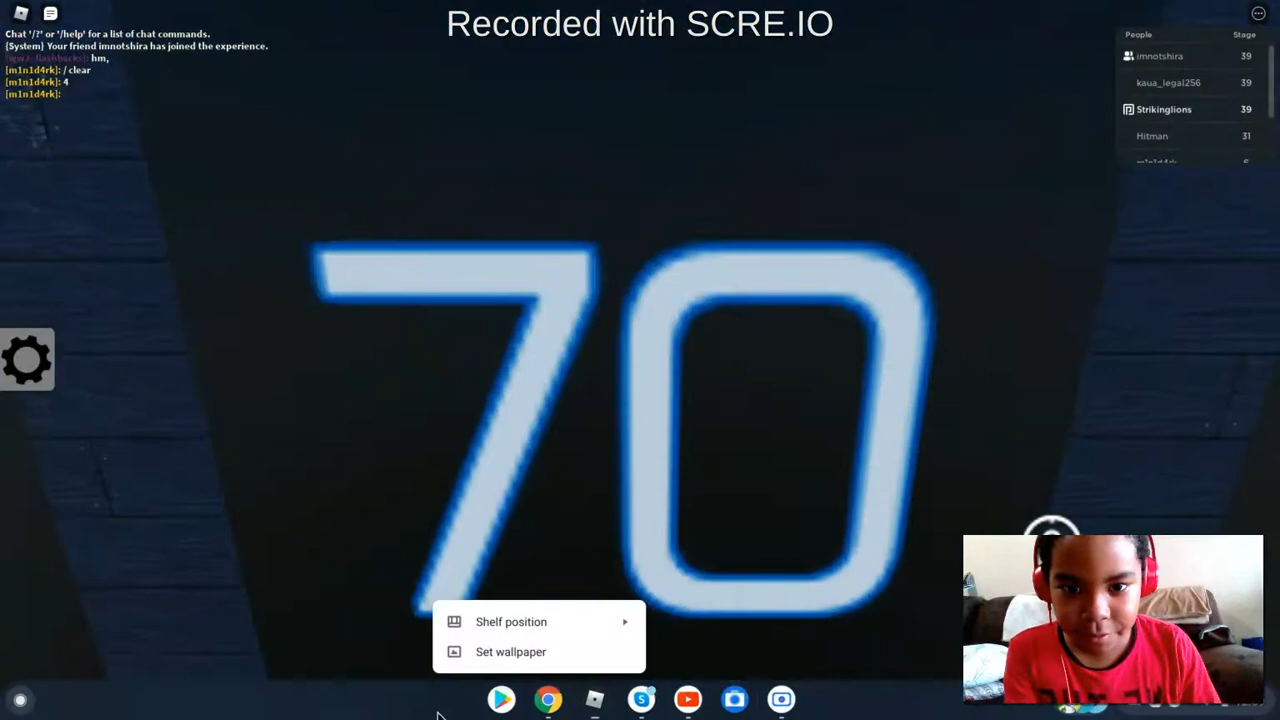 Recorded with SCRE.IO
Chat '/?' or '/help' for a list of chat commands.
{System} Your friend imnotshira has joined the experience.
hm,
[m1n1d4rk]: / clear
[m1n1d4rk]: 4
[m1n1d4rk]:
People Stage
imnotshira 39
kaua_legal256 39
Strikinglions 39
Hitman 31
m1n1d4rk 6
70
Shelf position
Set wallpaper